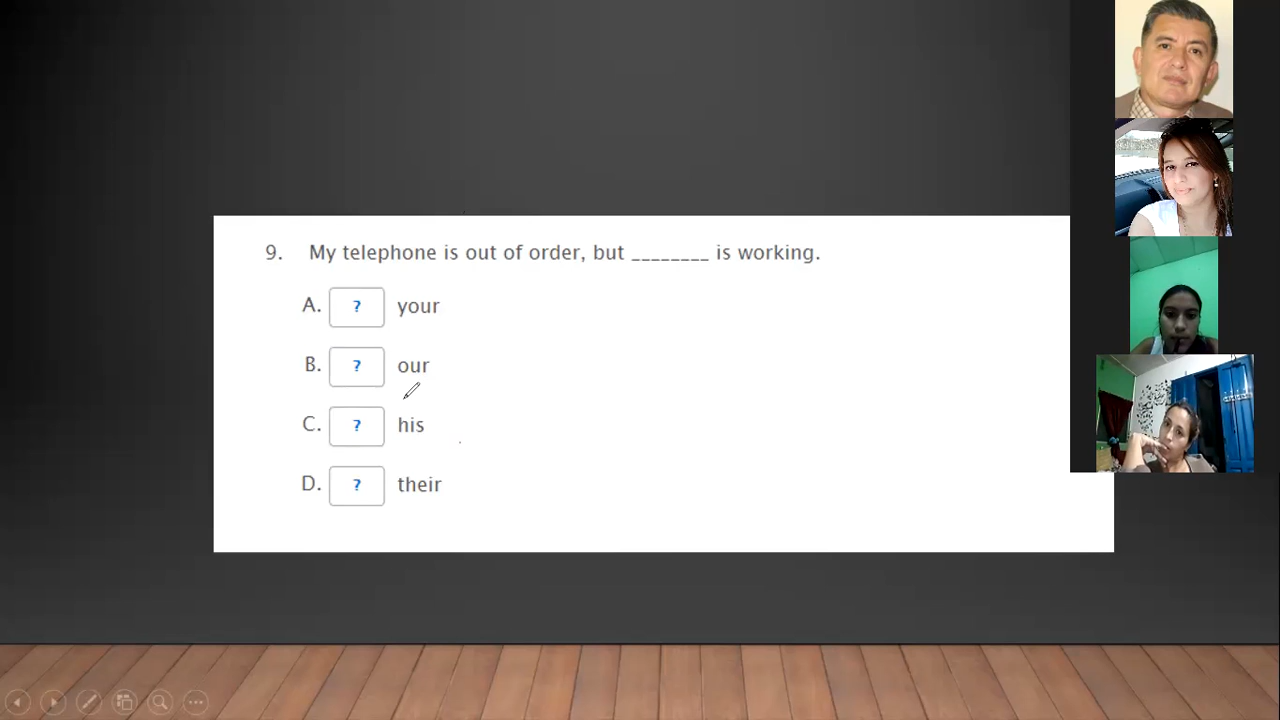 9. My telephone is out of order, but ________ is working.
A. ? your
B. ? our
C. ? his
D. ? their